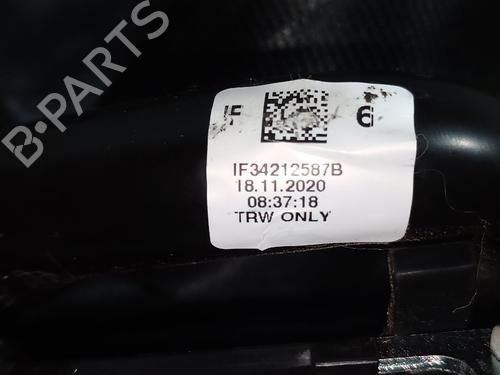 IF 6
IF34212587B
18.11.2020
08:37:18
TRW ONLY
B-PARTS